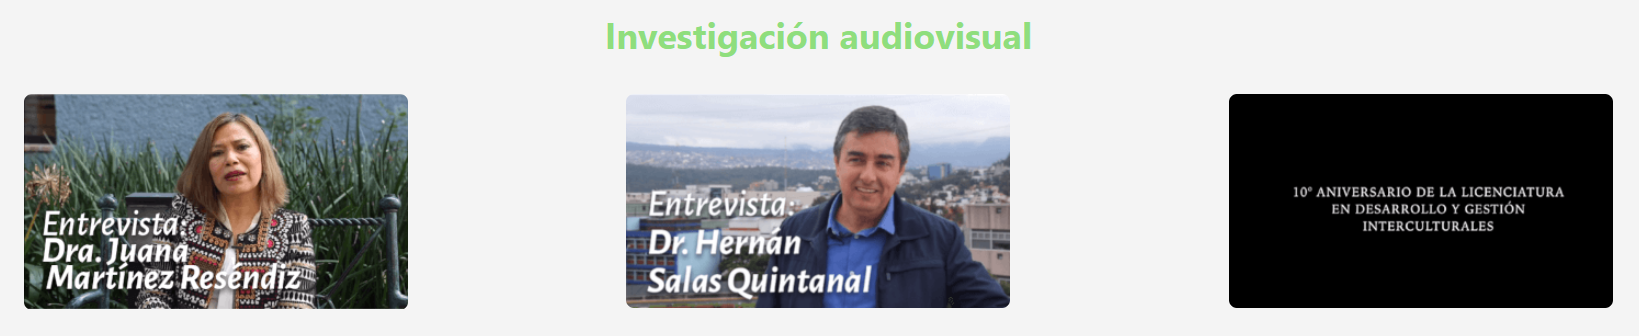 Investigación audiovisual
Entrevista:
Dra. Juana
Martínez Reséndiz
Entrevista:
Dr. Hernán
Salas Quintanal
10° ANIVERSARIO DE LA LICENCIATURA
EN DESARROLLO Y GESTIÓN
INTERCULTURALES